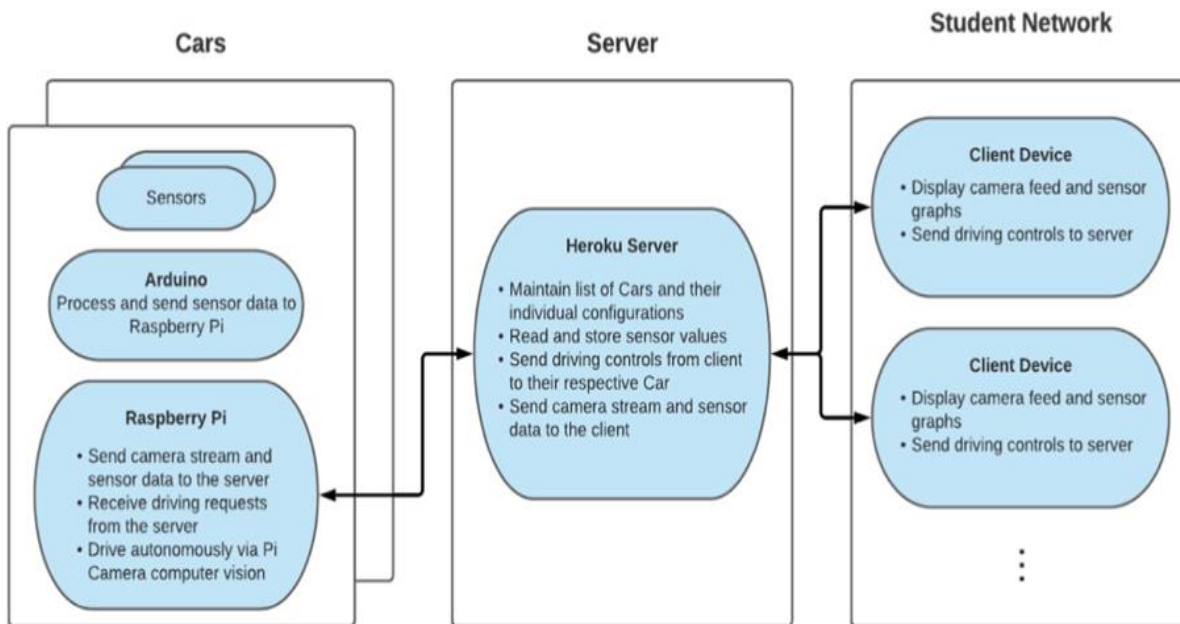 Cars
Server
Student Network
Sensors
Arduino
Process and send sensor data to
Raspberry Pi
Raspberry Pi
• Send camera stream and
sensor data to the server
• Receive driving requests
from the server
• Drive autonomously via Pi
Camera computer vision
Heroku Server
• Maintain list of Cars and their
individual configurations
• Read and store sensor values
• Send driving controls from client
to their respective Car
• Send camera stream and sensor
data to the client
Client Device
• Display camera feed and sensor
graphs
• Send driving controls to server
Client Device
• Display camera feed and sensor
graphs
• Send driving controls to server